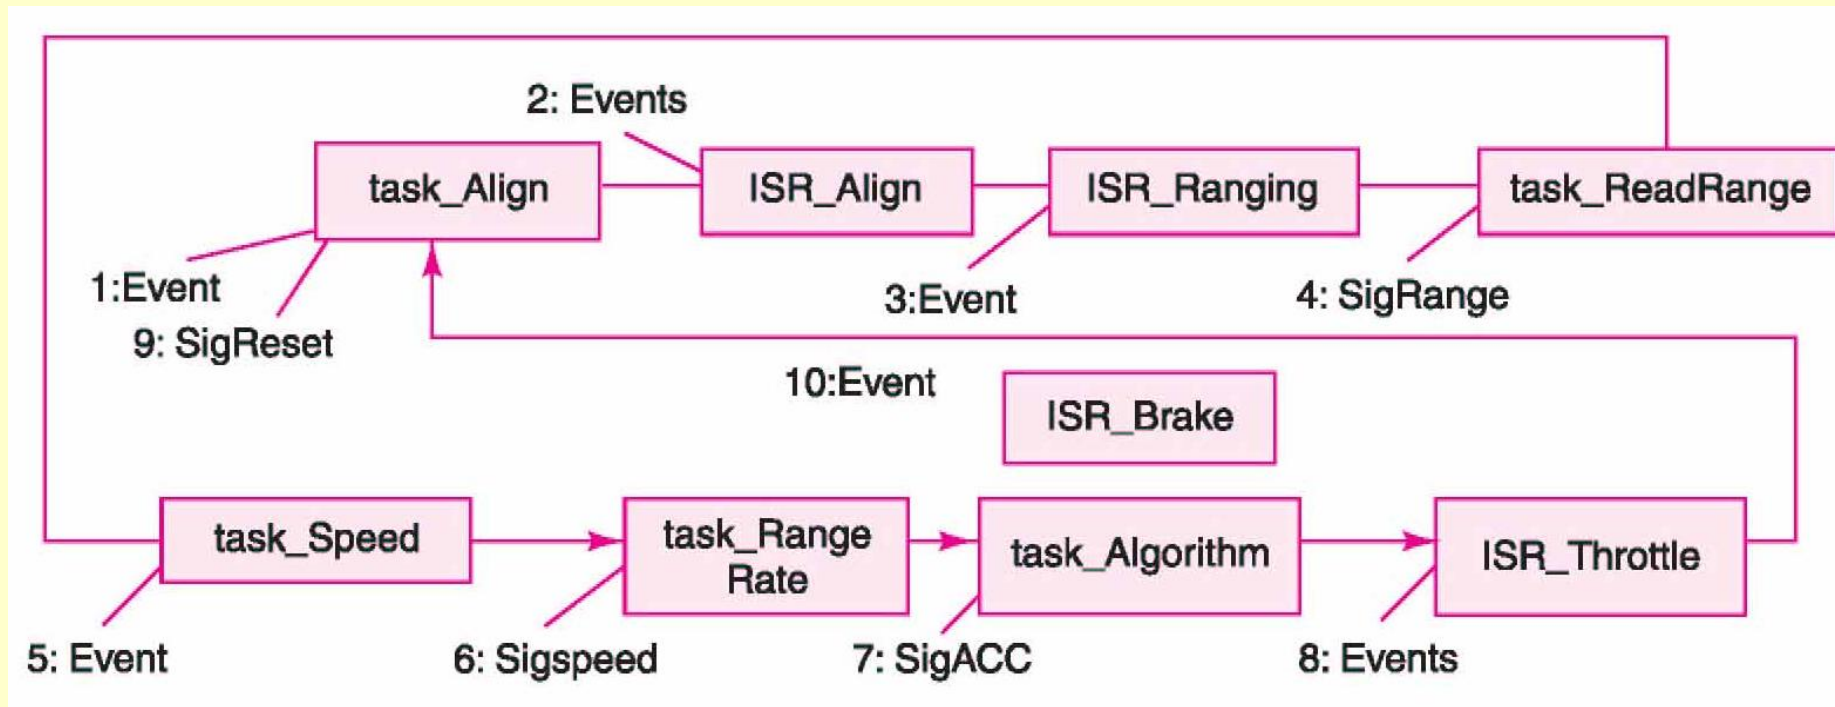 2: Events
task_Align
ISR_Align
ISR_Ranging
task_ReadRange
1:Event
9: SigReset
3:Event
4: SigRange
10:Event
ISR_Brake
task_Speed
task_Range
Rate
task_Algorithm
ISR_Throttle
5: Event
6: Sigspeed
7: SigACC
8: Events